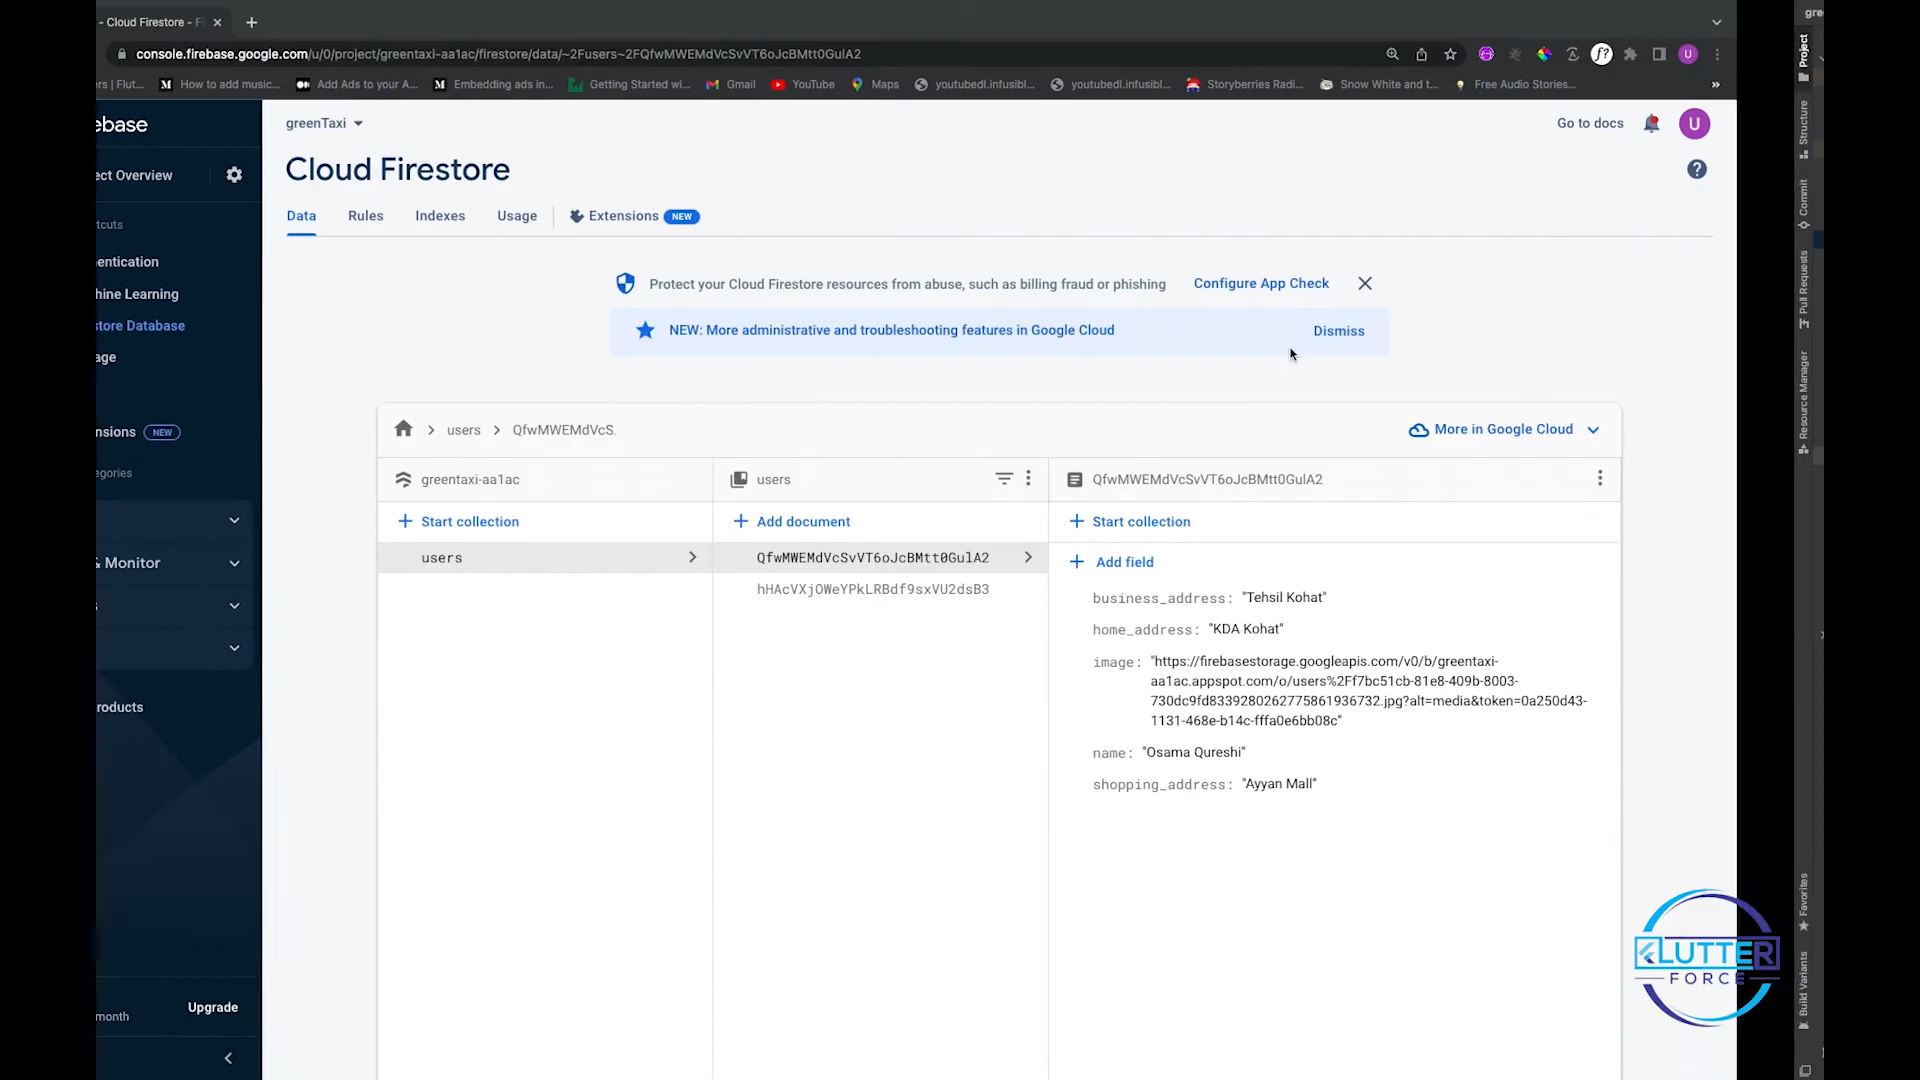 - Cloud Firestore - F
gre
console.firebase.google.com/u/0/project/greentaxi-aa1ac/firestore/data/~2Fusers~2FQfwMWEMdVcSvVT6oJcBMtt0GulA2
f?
U
rs | Flut...
How to add music...
Add Ads to your A...
Embedding ads in...
Getting Started wi...
Gmail
YouTube
Maps
youtubedl.infusibl...
youtubedl.infusibl...
Storyberries Radi...
Snow White and t...
Free Audio Stories...
»
ebase
greenTaxi
Go to docs
U
ect Overview
Cloud Firestore
?
rtcuts
Data
Rules
Indexes
Usage
Extensions
NEW
entication
hine Learning
store Database
age
nsions
NEW
egories
& Monitor
s
roducts
month
Upgrade
Protect your Cloud Firestore resources from abuse, such as billing fraud or phishing
Configure App Check
NEW: More administrative and troubleshooting features in Google Cloud
Dismiss
users
QfwMWEMdVcS.
More in Google Cloud
greentaxi-aa1ac
users
QfwMWEMdVcSvVT6oJcBMtt0GulA2
Start collection
Add document
Start collection
users
QfwMWEMdVcSvVT6oJcBMtt0GulA2
hHAcVXjOWeYPkLRBdf9sxVU2dsB3
Add field
business_address: "Tehsil Kohat"
home_address: "KDA Kohat"
image: "https://firebasestorage.googleapis.com/v0/b/greentaxi-
aa1ac.appspot.com/o/users%2Ff7bc51cb-81e8-409b-8003-
730dc9fd8339280262775861936732.jpg?alt=media&token=0a250d43-
1131-468e-b14c-fffa0e6bb08c"
name: "Osama Qureshi"
shopping_address: "Ayyan Mall"
Project
Structure
Commit
Pull Requests
Resource Manager
Favorites
Build Variants
FLUTTER
FORCE